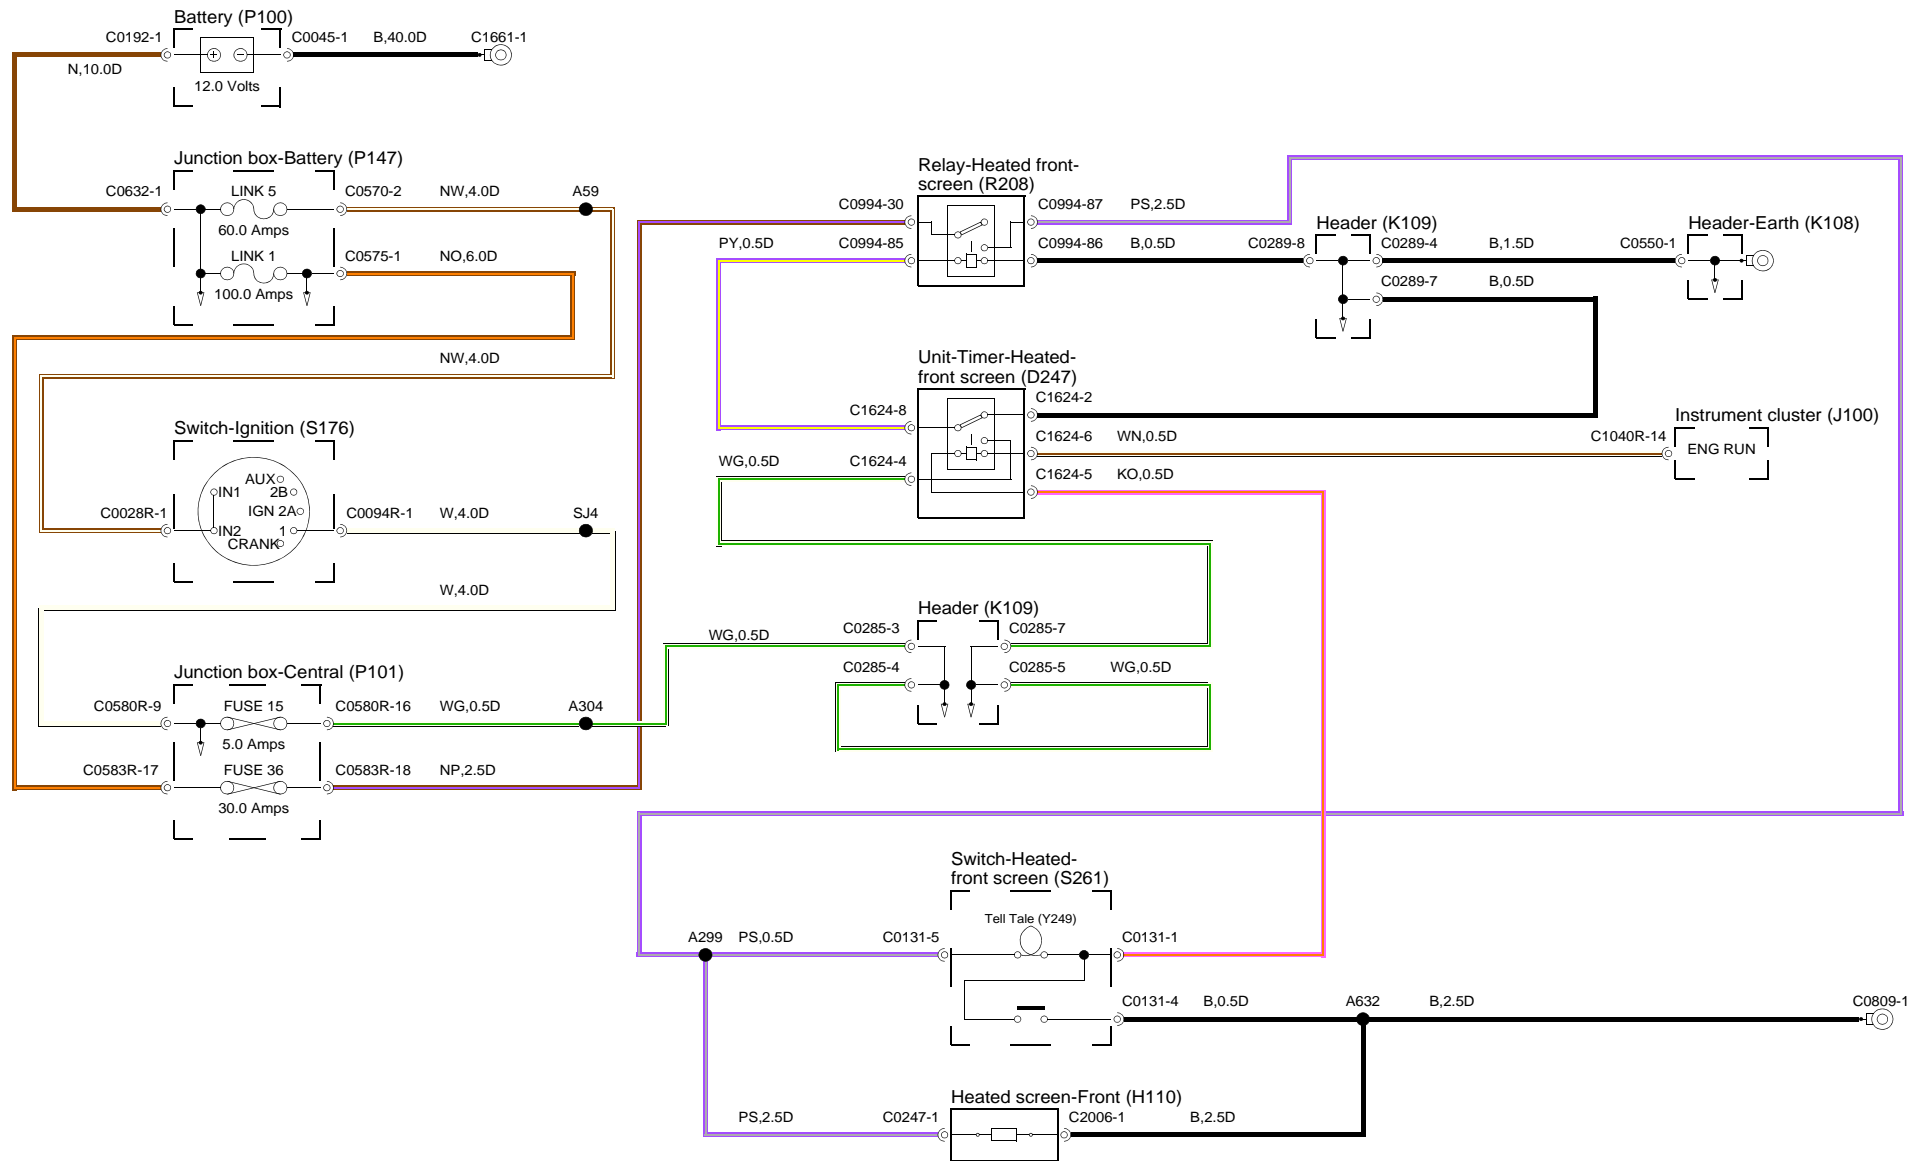 Battery (P100)
C0192-1
C0045-1
B,40.0D
C1661-1
N,10.0D
12.0 Volts
Junction box-Battery (P147)
C0632-1
LINK 5
C0570-2
NW,4.0D
A59
60.0 Amps
LINK 1
C0575-1
NO,6.0D
100.0 Amps
NW,4.0D
Switch-Ignition (S176)
AUX
IN1
2B
IGN 2A
C0028R-1
IN2
1
CRANK
C0094R-1
W,4.0D
SJ4
W,4.0D
Junction box-Central (P101)
C0580R-9
FUSE 15
C0580R-16
WG,0.5D
A304
5.0 Amps
C0583R-17
FUSE 36
C0583R-18
NP,2.5D
30.0 Amps
Relay-Heated front-
screen (R208)
C0994-30
C0994-87
PS,2.5D
PY,0.5D
C0994-85
C0994-86
B,0.5D
C0289-8
Header (K109)
C0289-4
B,1.5D
C0550-1
Header-Earth (K108)
C0289-7
B,0.5D
Unit-Timer-Heated-
front screen (D247)
C1624-8
C1624-2
C1624-6
WN,0.5D
C1040R-14
Instrument cluster (J100)
ENG RUN
WG,0.5D
C1624-4
C1624-5
KO,0.5D
Header (K109)
WG,0.5D
C0285-3
C0285-7
C0285-4
C0285-5
WG,0.5D
Switch-Heated-
front screen (S261)
Tell Tale (Y249)
A299
PS,0.5D
C0131-5
C0131-1
C0131-4
B,0.5D
A632
B,2.5D
C0809-1
Heated screen-Front (H110)
PS,2.5D
C0247-1
C2006-1
B,2.5D